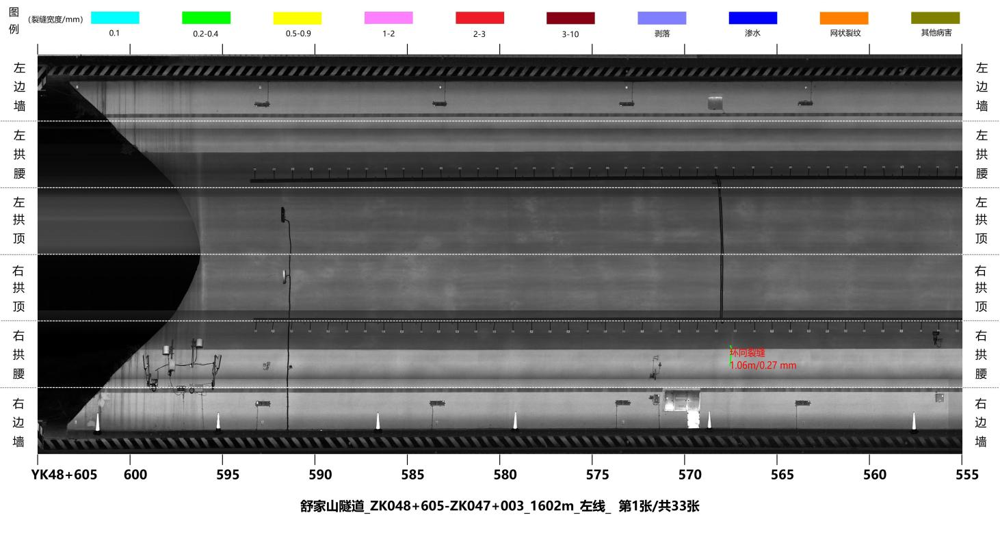 图例 (裂缝宽度/mm) 0.1 0.2-0.4 0.5-0.9 1-2 2-3 3-10 剥落 渗水 网状裂纹 其他病害
左边墙 左边墙
左拱腰 左拱腰
左拱顶 左拱顶
右拱顶 右拱顶
右拱腰 右拱腰
环向裂缝
1.06m/0.27 mm
右边墙 右边墙
YK48+605 600 595 590 585 580 575 570 565 560 555
舒家山隧道_ZK048+605-ZK047+003_1602m_左线_ 第1张/共33张